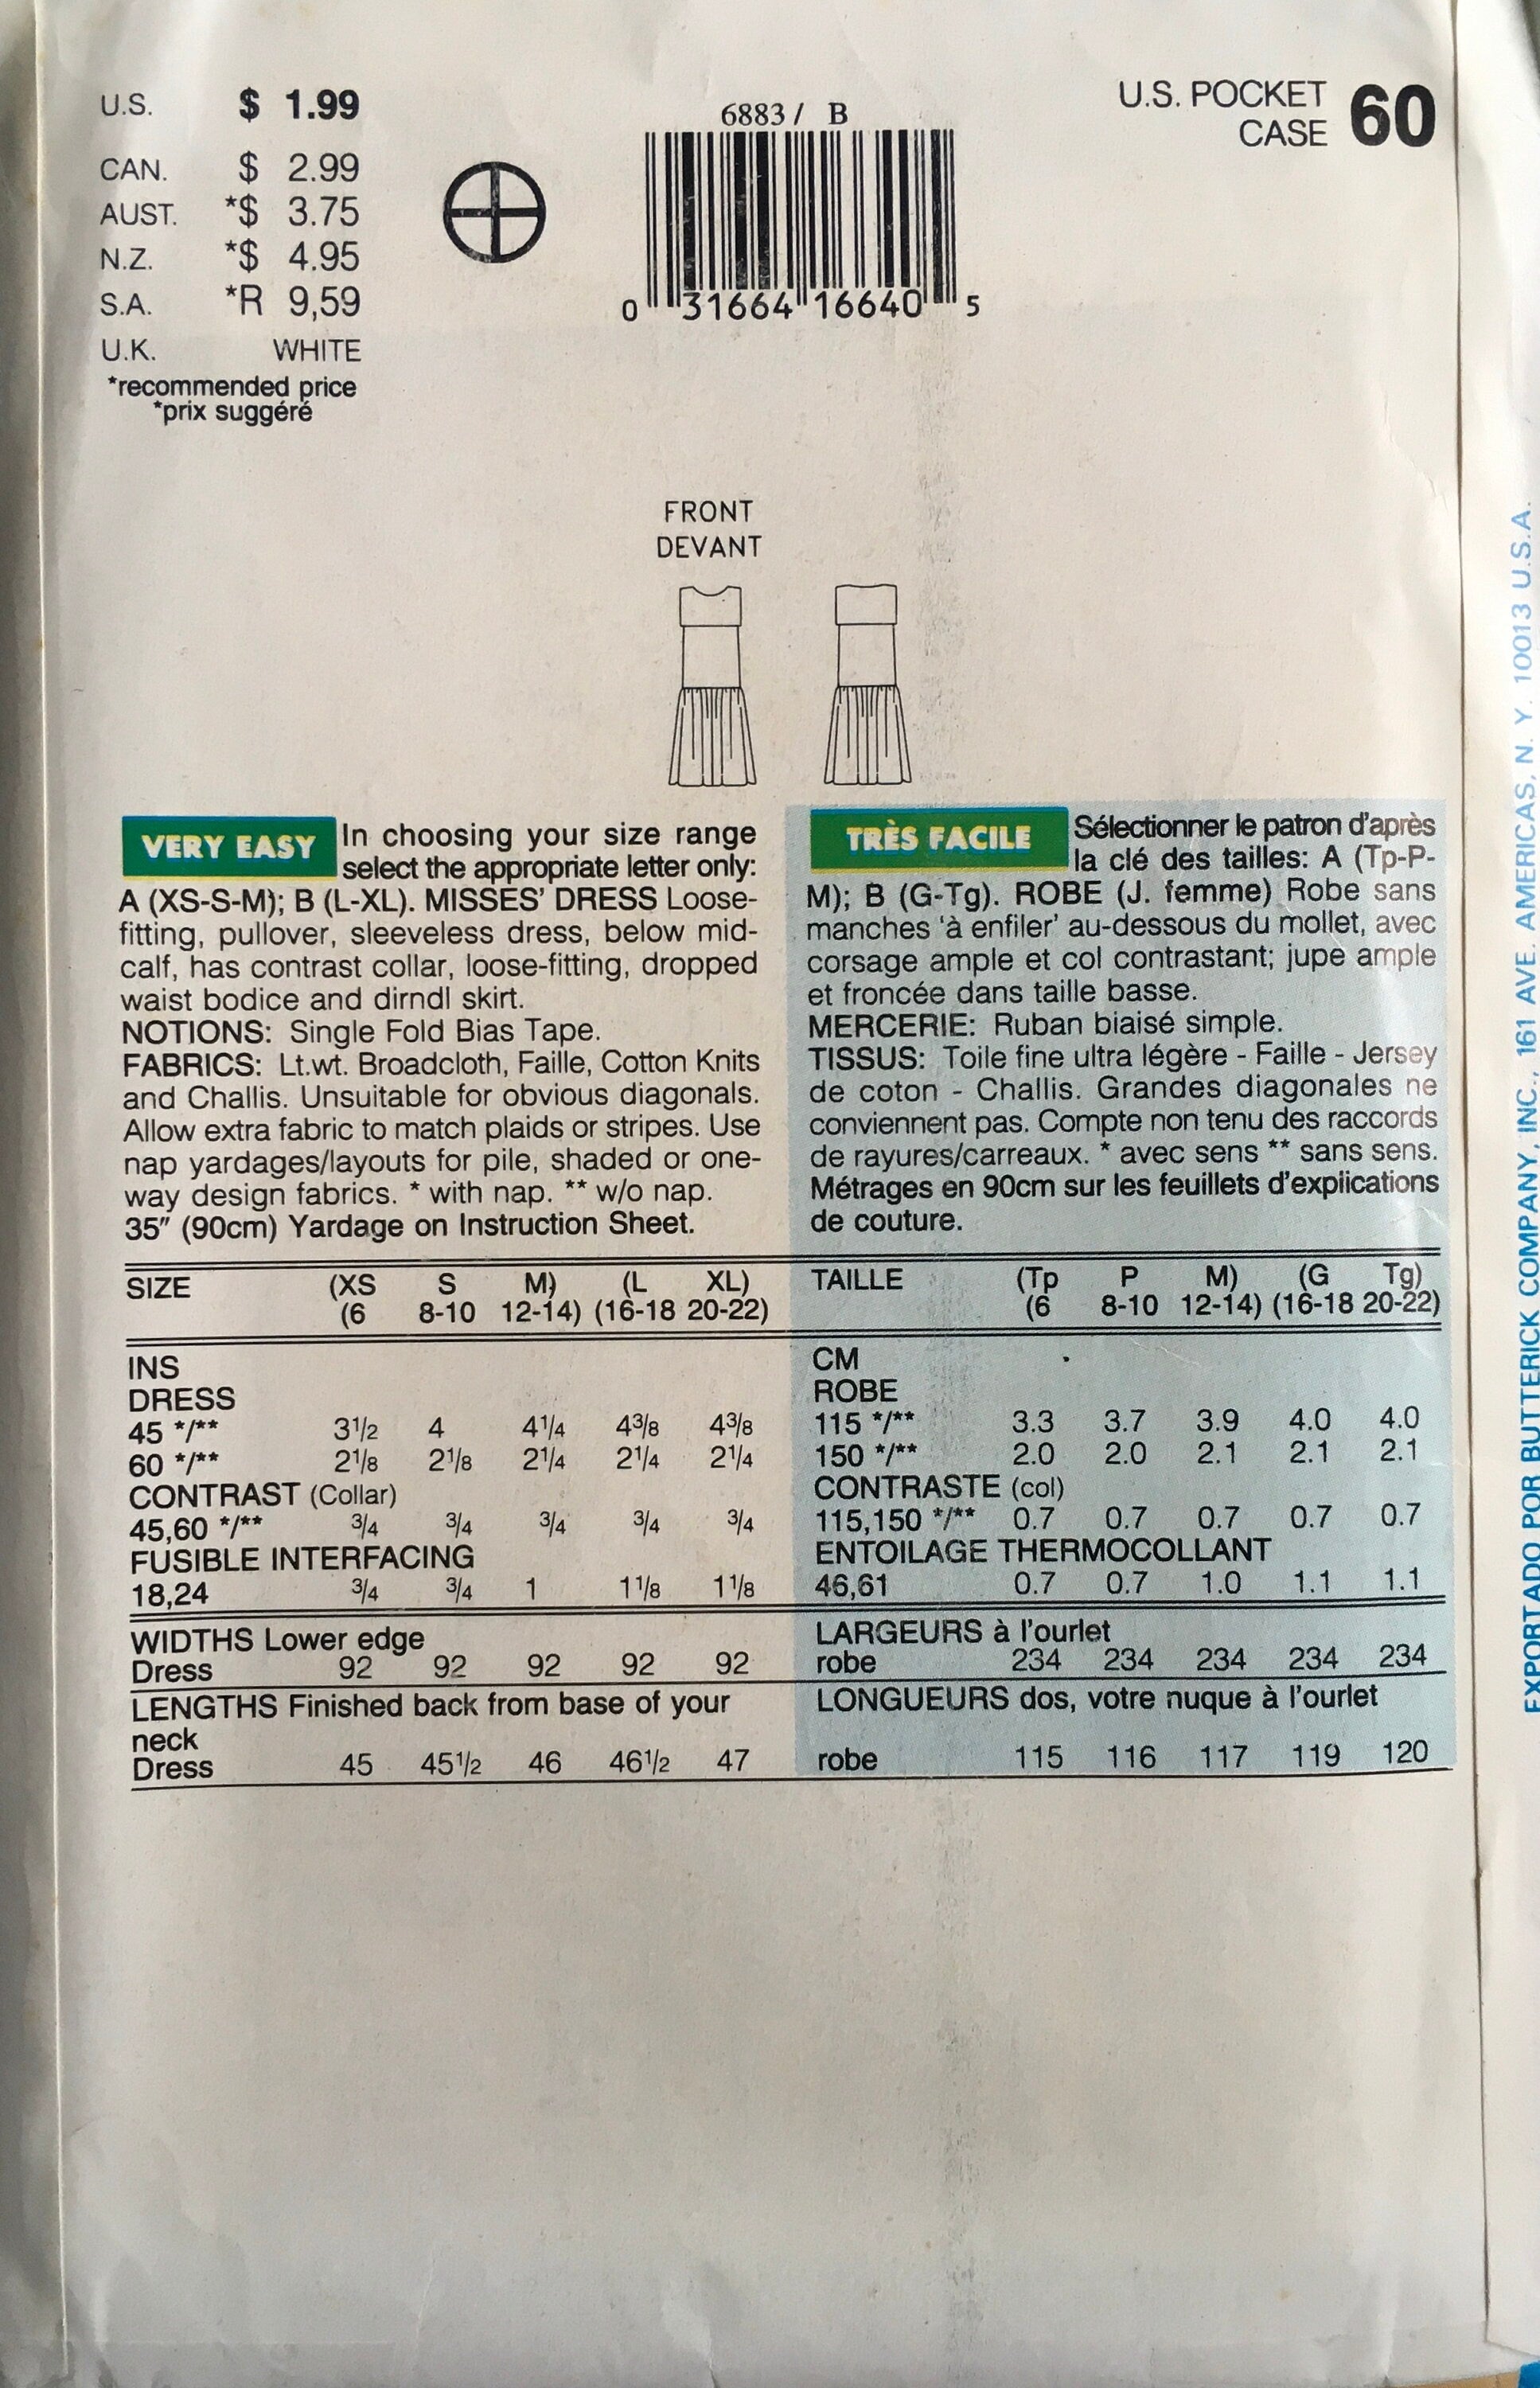 U.S. $ 1.99
CAN. $ 2.99
AUST. *$ 3.75
N.Z. *$ 4.95
S.A. *R 9,59
U.K. WHITE
*recommended price
*prix suggéré
6883 / B
0 31664 16640 5
U.S. POCKET
CASE 60
FRONT
DEVANT
VERY EASY In choosing your size range
select the appropriate letter only:
A (XS-S-M); B (L-XL). MISSES' DRESS Loose-
fitting, pullover, sleeveless dress, below mid-
calf, has contrast collar, loose-fitting, dropped
waist bodice and dirndl skirt.
NOTIONS: Single Fold Bias Tape.
FABRICS: Lt.wt. Broadcloth, Faille, Cotton Knits
and Challis. Unsuitable for obvious diagonals.
Allow extra fabric to match plaids or stripes. Use
nap yardages/layouts for pile, shaded or one-
way design fabrics. * with nap. ** w/o nap.
35″ (90cm) Yardage on Instruction Sheet.
SIZE (XS S M) (L XL)
(6 8-10 12-14) (16-18 20-22)
INS
DRESS
45 */** 3½ 4 4¼ 4⅜ 4⅜
60 */** 2⅛ 2⅛ 2¼ 2¼ 2¼
CONTRAST (Collar)
45,60 */** ¾ ¾ ¾ ¾ ¾
FUSIBLE INTERFACING
18,24 ¾ ¾ 1 1⅛ 1⅛
WIDTHS Lower edge
Dress 92 92 92 92 92
LENGTHS Finished back from base of your
neck
Dress 45 45½ 46 46½ 47
TRÈS FACILE Sélectionner le patron d'après
la clé des tailles: A (Tp-P-
M); B (G-Tg). ROBE (J. femme) Robe sans
manches 'à enfiler' au-dessous du mollet, avec
corsage ample et col contrastant; jupe ample
et froncée dans taille basse.
MERCERIE: Ruban biaisé simple.
TISSUS: Toile fine ultra légère - Faille - Jersey
de coton - Challis. Grandes diagonales ne
conviennent pas. Compte non tenu des raccords
de rayures/carreaux. * avec sens ** sans sens.
Métrages en 90cm sur les feuillets d'explications
de couture.
TAILLE (Tp P M) (G Tg)
(6 8-10 12-14) (16-18 20-22)
CM
ROBE
115 */** 3.3 3.7 3.9 4.0 4.0
150 */** 2.0 2.0 2.1 2.1 2.1
CONTRASTE (col)
115,150 */** 0.7 0.7 0.7 0.7 0.7
ENTOILAGE THERMOCOLLANT
46,61 0.7 0.7 1.0 1.1 1.1
LARGEURS à l'ourlet
robe 234 234 234 234 234
LONGUEURS dos, votre nuque à l'ourlet
robe 115 116 117 119 120
EXPORTADO POR BUTTERICK COMPANY, INC., 161 AVE. AMERICAS, N. Y. 10013 U.S.A.